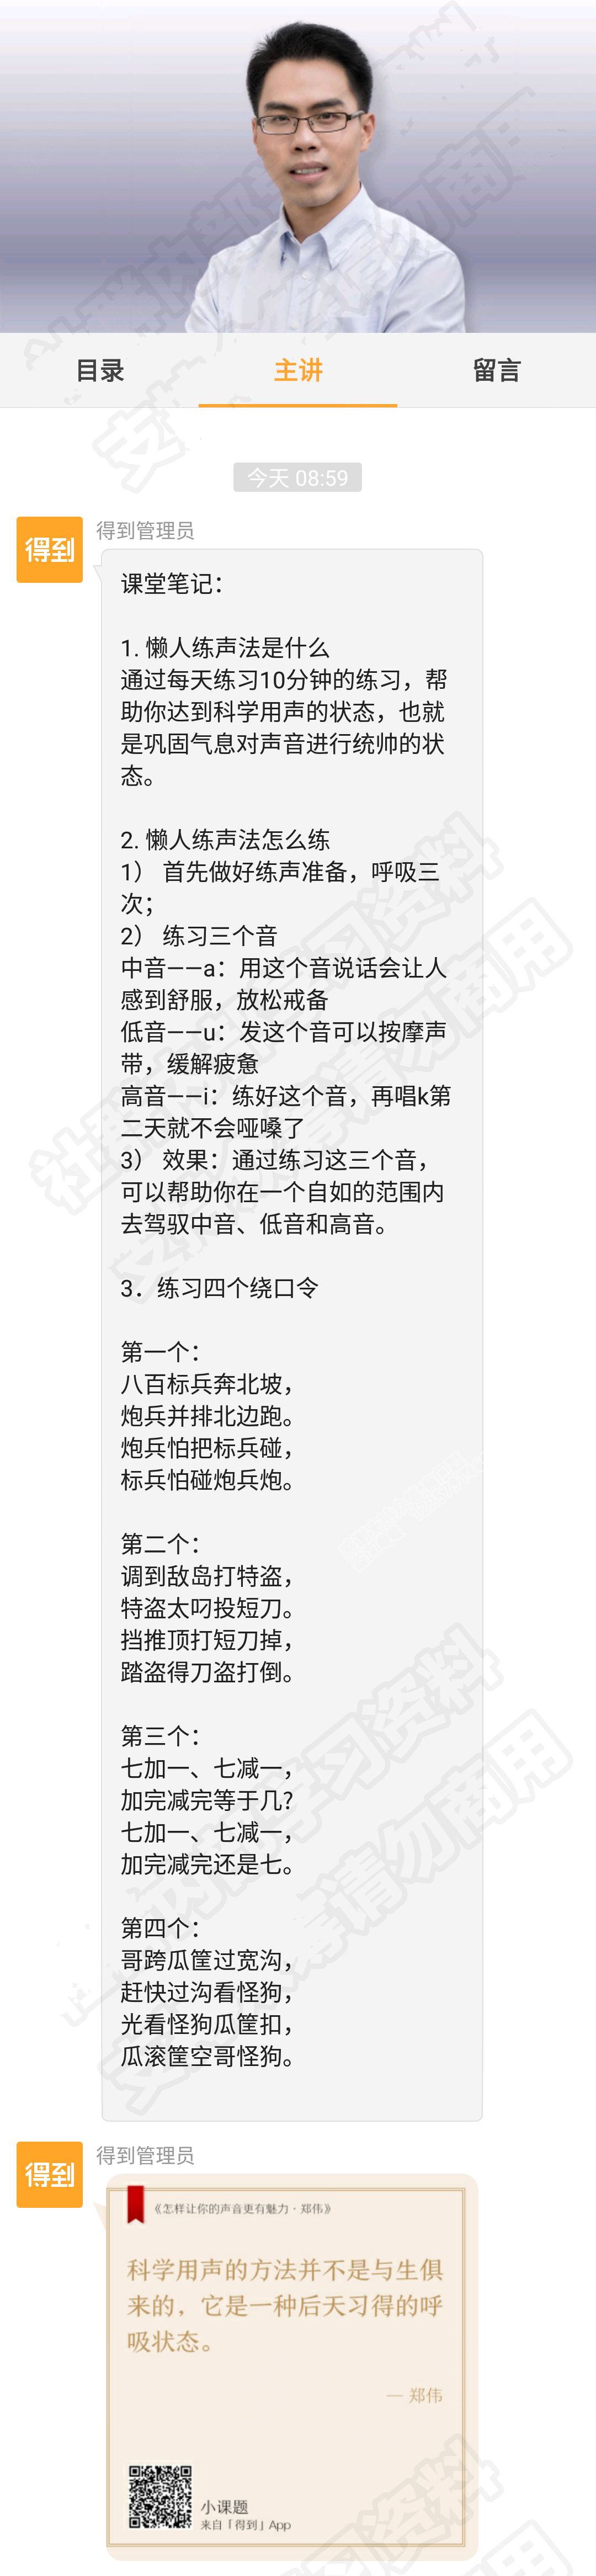 目录
主讲
留言
今天 08:59
得到
得到管理员
课堂笔记：
1. 懒人练声法是什么
通过每天练习10分钟的练习，帮
助你达到科学用声的状态，也就
是巩固气息对声音进行统帅的状
态。
2. 懒人练声法怎么练
1） 首先做好练声准备，呼吸三
次；
2） 练习三个音
中音——a：用这个音说话会让人
感到舒服，放松戒备
低音——u：发这个音可以按摩声
带，缓解疲惫
高音——i：练好这个音，再唱k第
二天就不会哑嗓了
3） 效果：通过练习这三个音，
可以帮助你在一个自如的范围内
去驾驭中音、低音和高音。
3．练习四个绕口令
第一个：
八百标兵奔北坡，
炮兵并排北边跑。
炮兵怕把标兵碰，
标兵怕碰炮兵炮。
第二个：
调到敌岛打特盗，
特盗太叼投短刀。
挡推顶打短刀掉，
踏盗得刀盗打倒。
第三个：
七加一、七减一，
加完减完等于几?
七加一、七减一，
加完减完还是七。
第四个：
哥跨瓜筐过宽沟，
赶快过沟看怪狗，
光看怪狗瓜筐扣，
瓜滚筐空哥怪狗。
得到
得到管理员
《怎样让你的声音更有魅力·郑伟》
科学用声的方法并不是与生俱
来的，它是一种后天习得的呼
吸状态。
— 郑伟
小课题
来自「得到」App